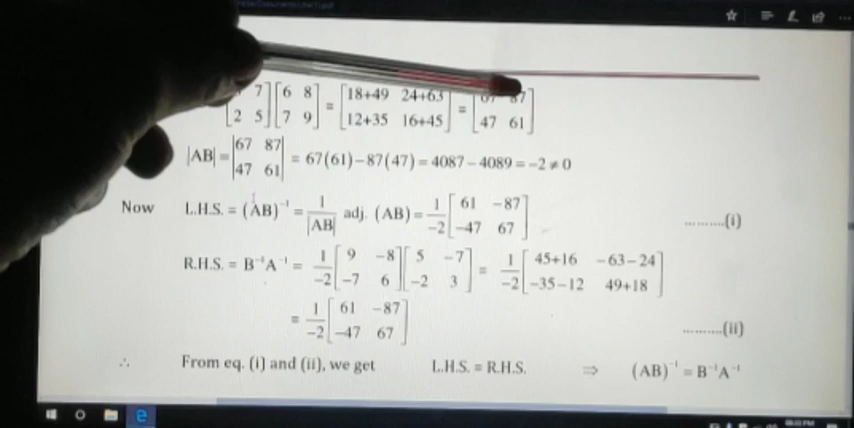 7] [6 8] = [18+49 24+63] = [67 87]
[2 5] [7 9] [12+35 16+45] [47 61]
|AB| = |67 87; 47 61| = 67(61)−87(47) = 4087−4089 = −2 ≠ 0
Now L.H.S. = (AB)⁻¹ = 1/|AB| adj. (AB) = 1/−2 [61 −87; −47 67] ..........(i)
R.H.S. = B⁻¹A⁻¹ = 1/−2 [9 −8; −7 6] [5 −7; −2 3] = 1/−2 [45+16 −63−24; −35−12 49+18]
= 1/−2 [61 −87; −47 67] ..........(ii)
∴ From eq. (i) and (ii), we get L.H.S. = R.H.S. ⇒ (AB)⁻¹ = B⁻¹A⁻¹